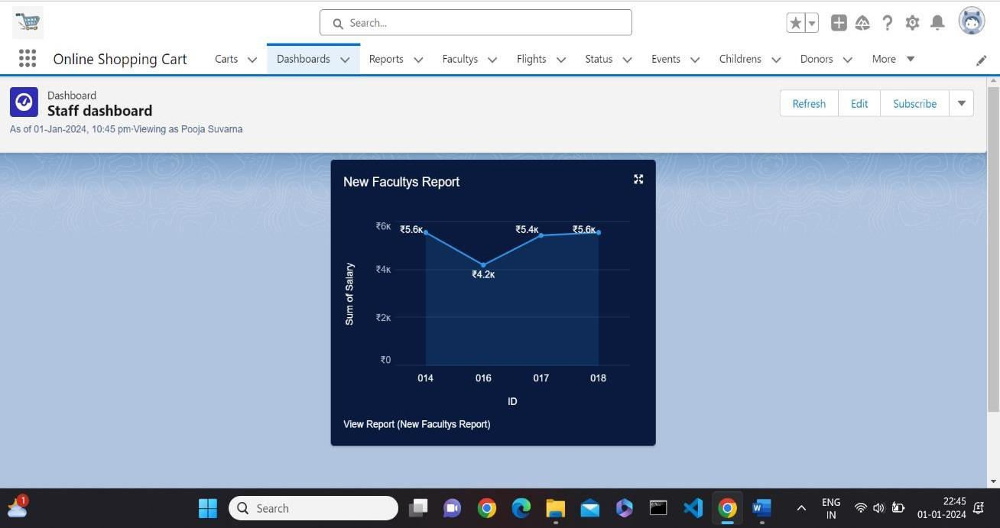 Search...
Online Shopping Cart Carts Dashboards Reports Facultys Flights Status Events Childrens Donors More
Dashboard
Staff dashboard
As of 01-Jan-2024, 10:45 pm·Viewing as Pooja Suvarna
Refresh Edit Subscribe
New Facultys Report
₹6K ₹5.6K ₹5.4K ₹5.6K
₹4K ₹4.2K
Sum of Salary
₹2K
₹0
014 016 017 018
ID
View Report (New Facultys Report)
1 Search W ENG 22:45
IN 01-01-2024